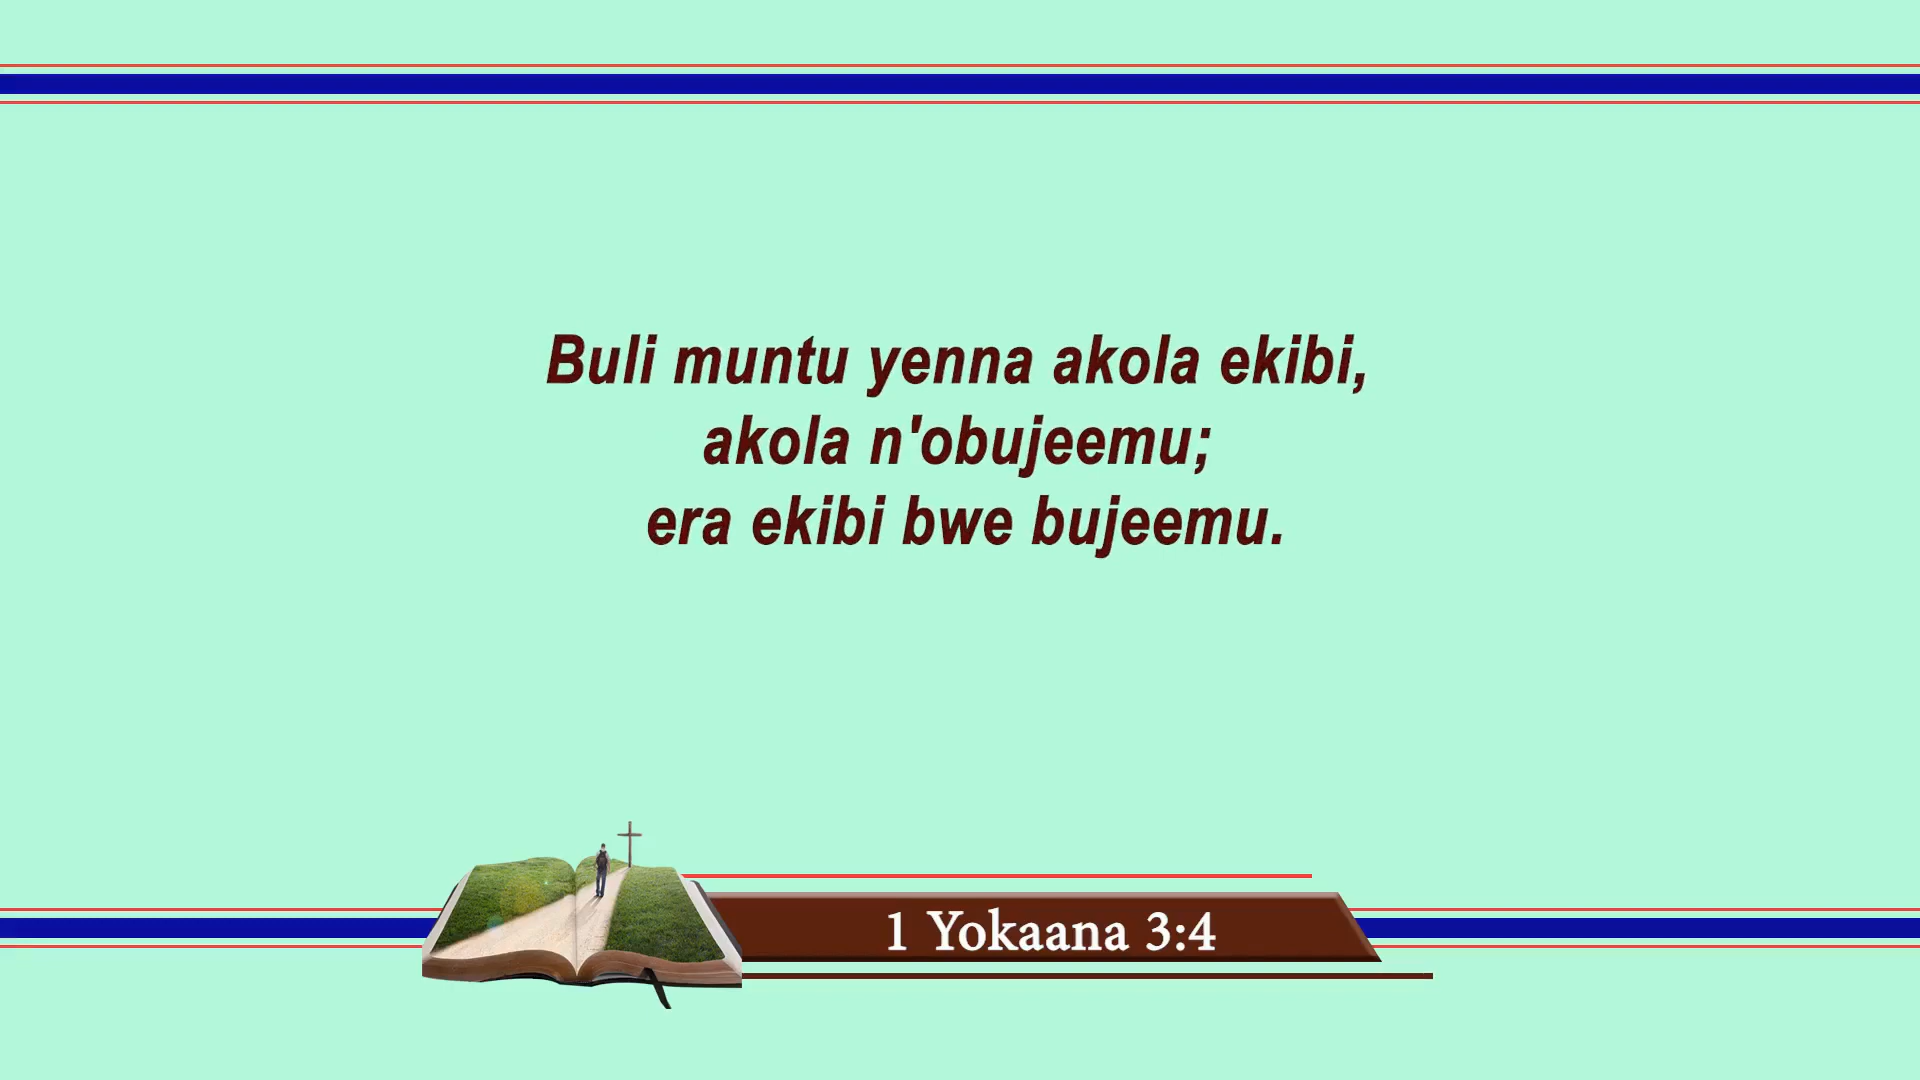 Buli muntu yenna akola ekibi,
akola n'obujeemu;
era ekibi bwe bujeemu.
1 Yokaana 3:4